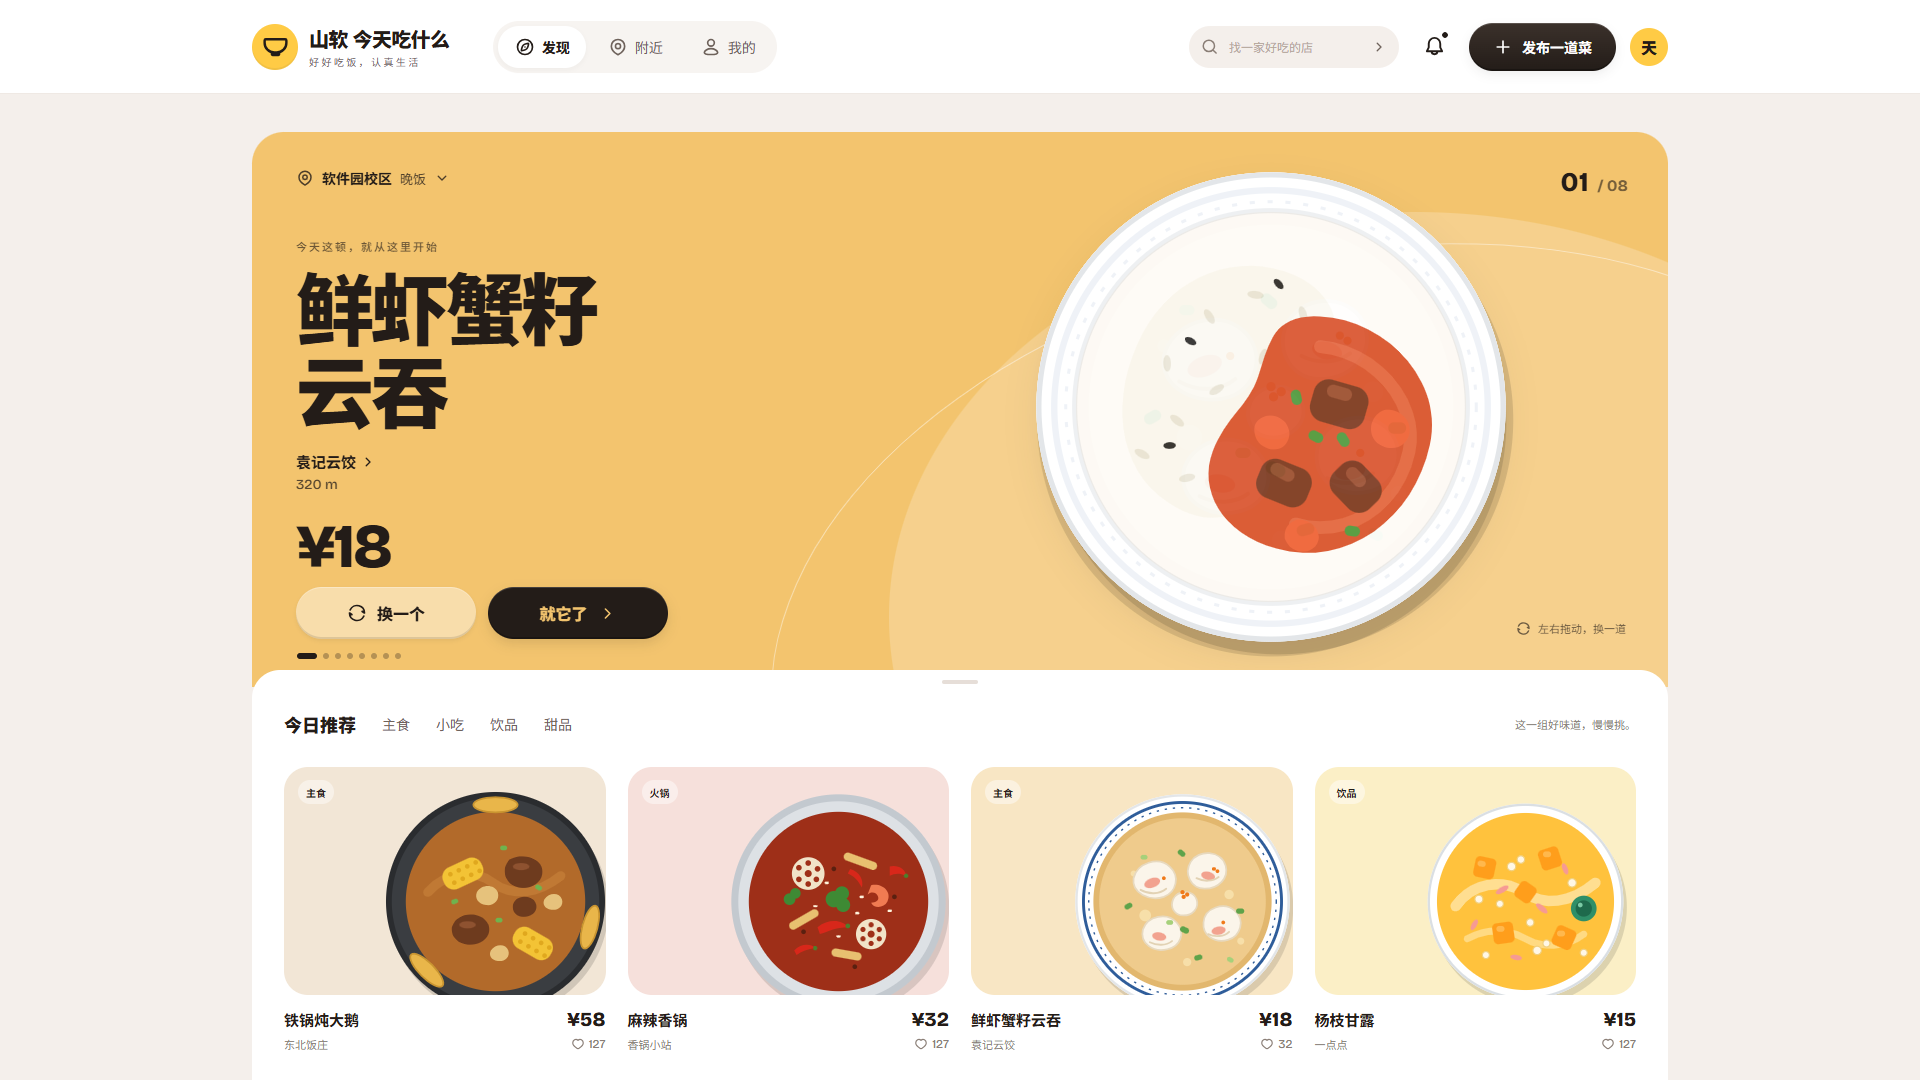 山软 今天吃什么
好好吃饭，认真生活
发现
附近
我的
找一家好吃的店
发布一道菜
天
软件园校区 晚饭
01 / 08
今天这顿，就从这里开始
鲜虾蟹籽
云吞
袁记云饺
320 m
¥18
换一个
就它了
左右拖动，换一道
今日推荐
主食
小吃
饮品
甜品
这一组好味道，慢慢挑。
主食
火锅
主食
饮品
铁锅炖大鹅 ¥58
东北饭庄 127
麻辣香锅 ¥32
香锅小站 127
鲜虾蟹籽云吞 ¥18
袁记云饺 32
杨枝甘露 ¥15
一点点 127